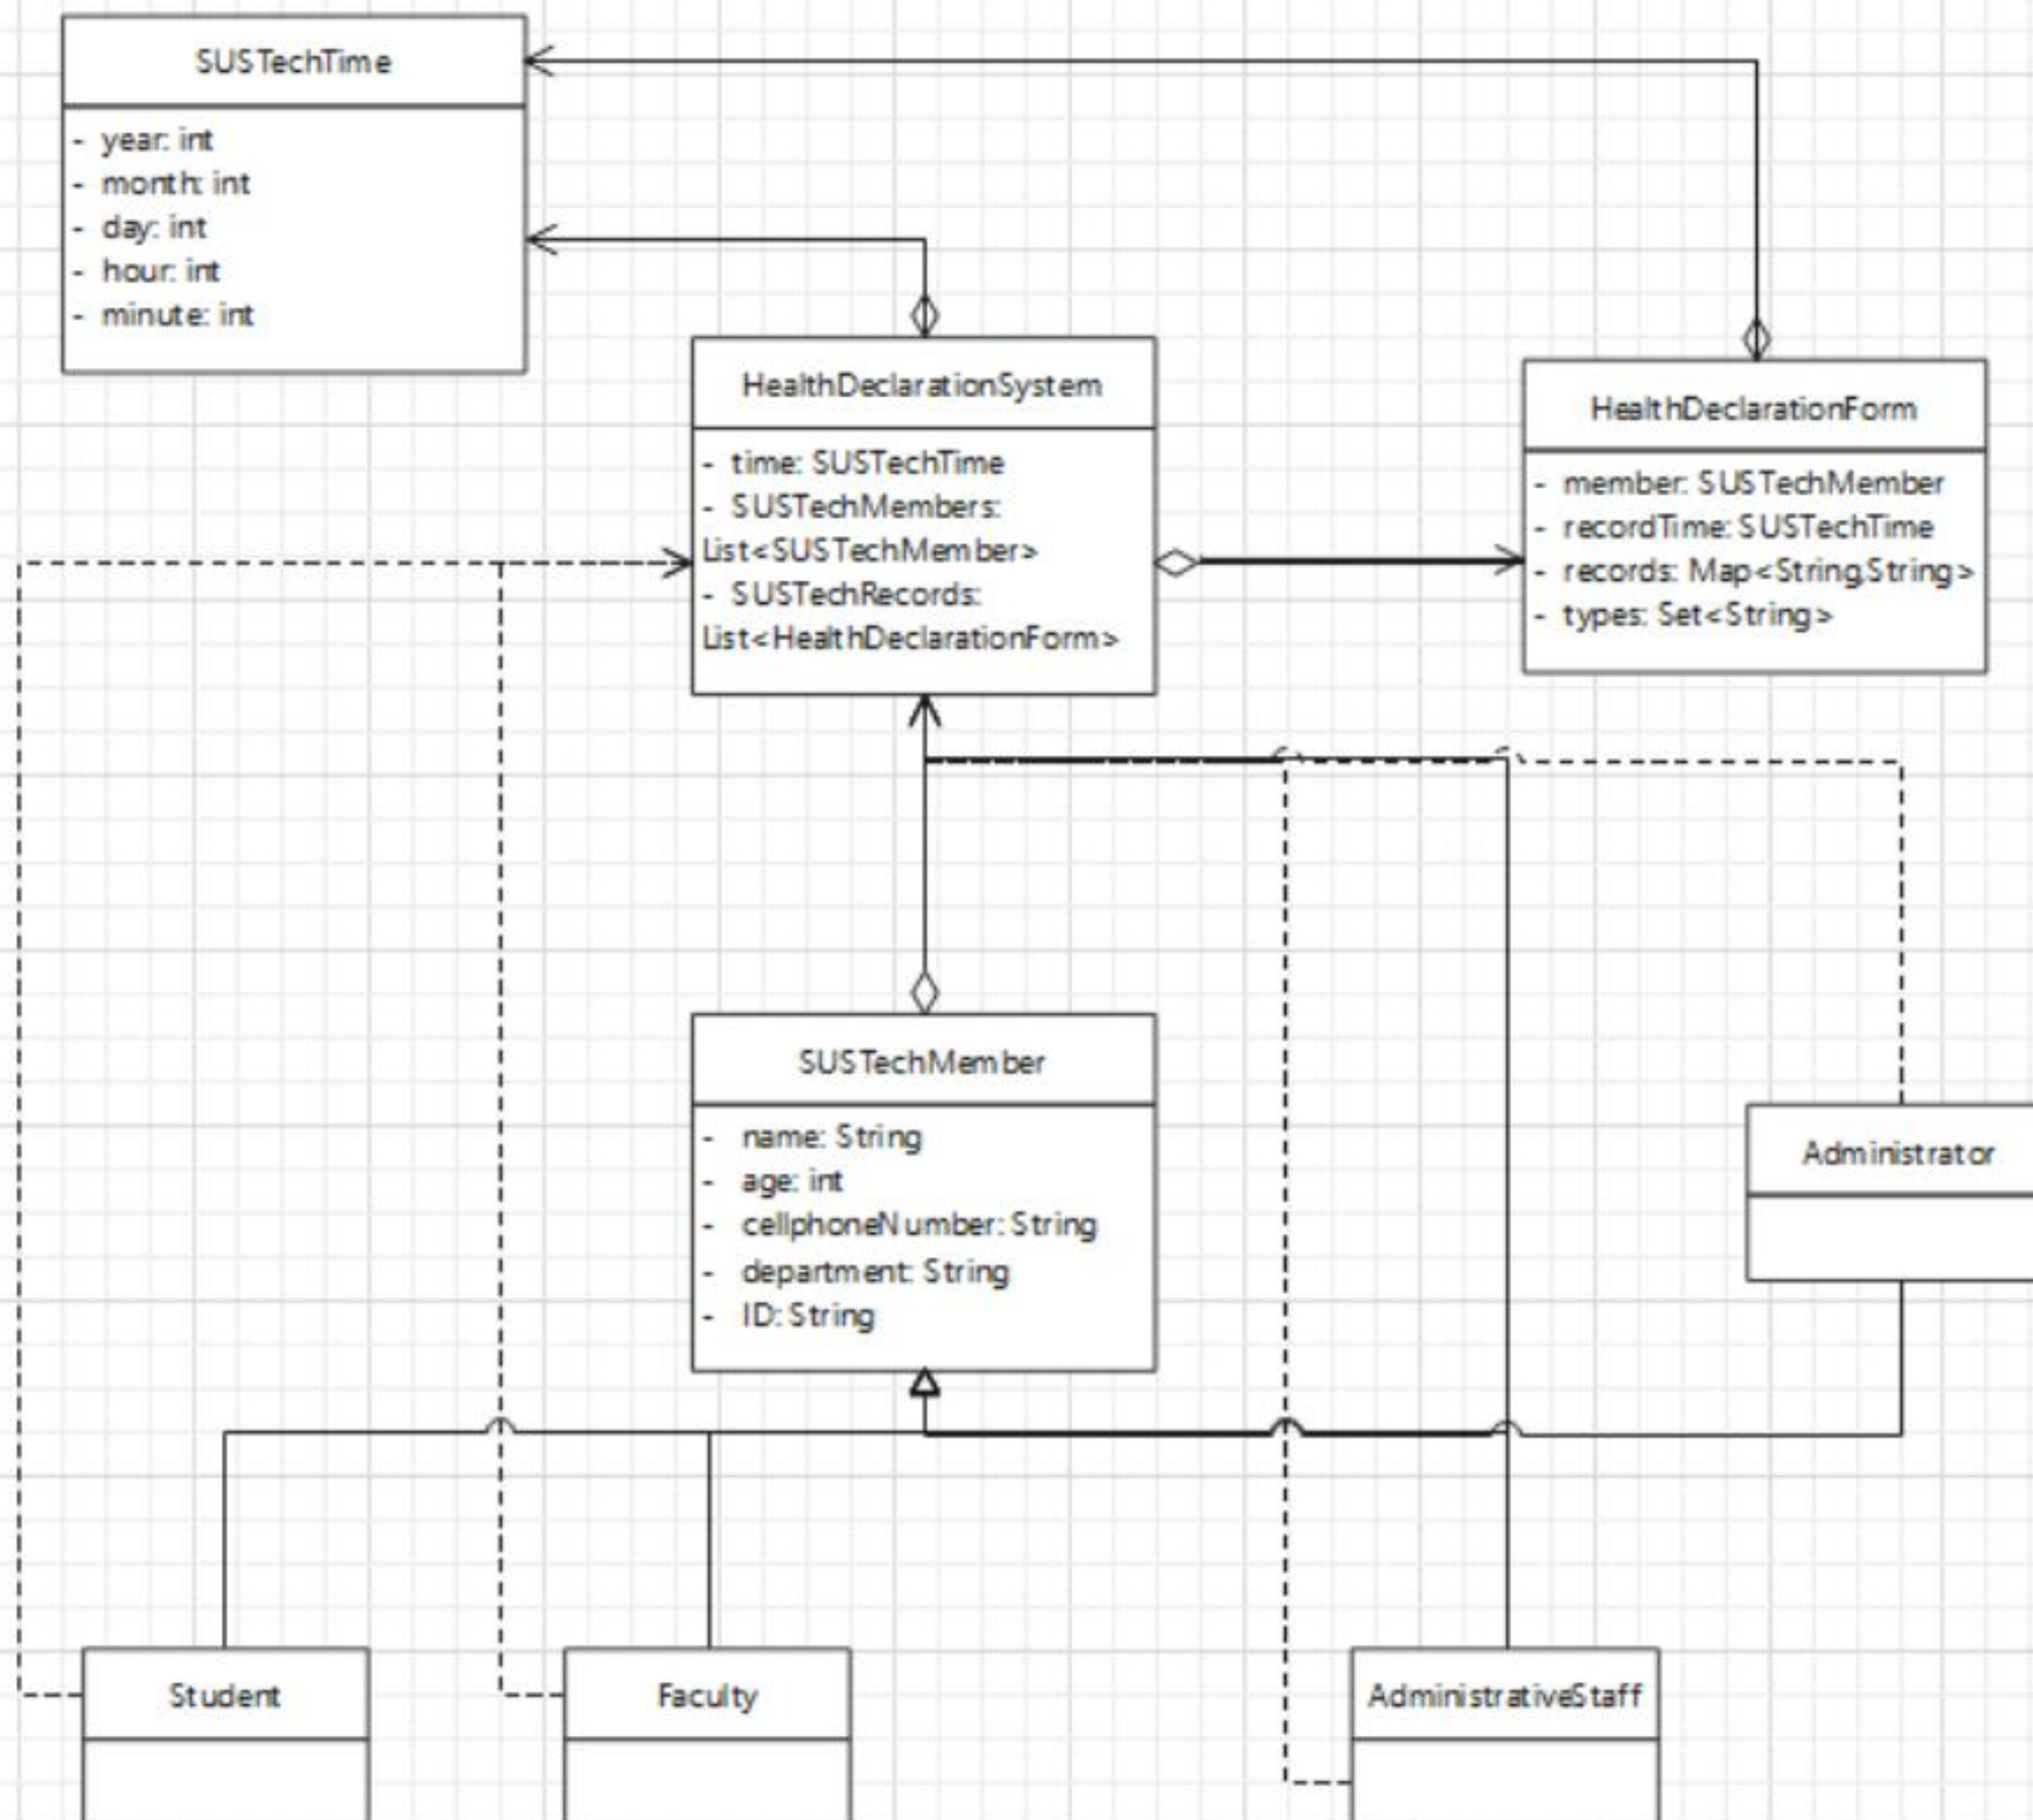 SUSTechTime
- year: int
- month: int
- day: int
- hour: int
- minute: int
HealthDeclarationSystem
- time: SUSTechTime
- SUSTechMembers:
List<SUSTechMember>
- SUSTechRecords:
List<HealthDeclarationForm>
HealthDeclarationForm
- member: SUSTechMember
- recordTime: SUSTechTime
- records: Map<String,String>
- types: Set<String>
SUSTechMember
- name: String
- age: int
- cellphoneNumber: String
- department: String
- ID: String
Administrator
Student
Faculty
AdministrativeStaff